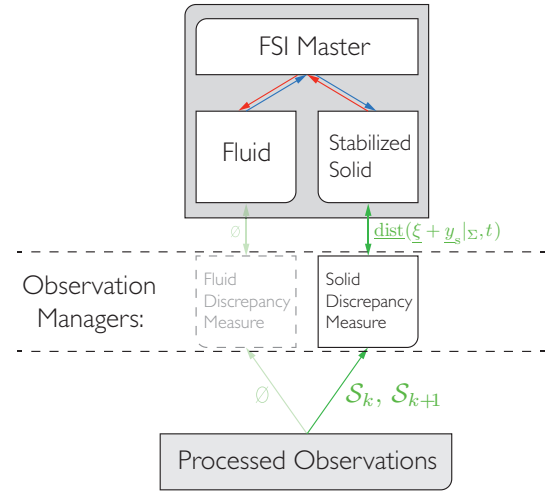 FSI Master
Fluid
Stabilized
Solid
∅
dist(ξ + y_s|_Σ, t)
Observation
Managers:
Fluid
Discrepancy
Measure
Solid
Discrepancy
Measure
∅
S_k, S_{k+1}
Processed Observations